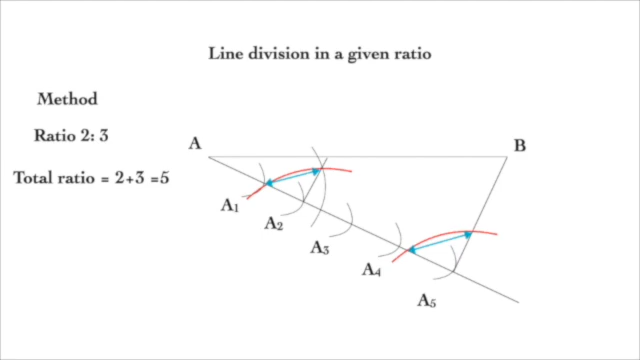 Line division in a given ratio
Method
Ratio 2: 3
Total ratio = 2+3 =5
A
B
A1
A2
A3
A4
A5